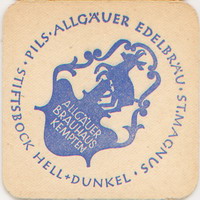 · PILS · ALLGÄUER EDELBRÄU · ST. MAGNUS · STIFTSBOCK HELL + DUNKEL ·
ALLGÄUER
BRAUHAUS
KEMPTEN